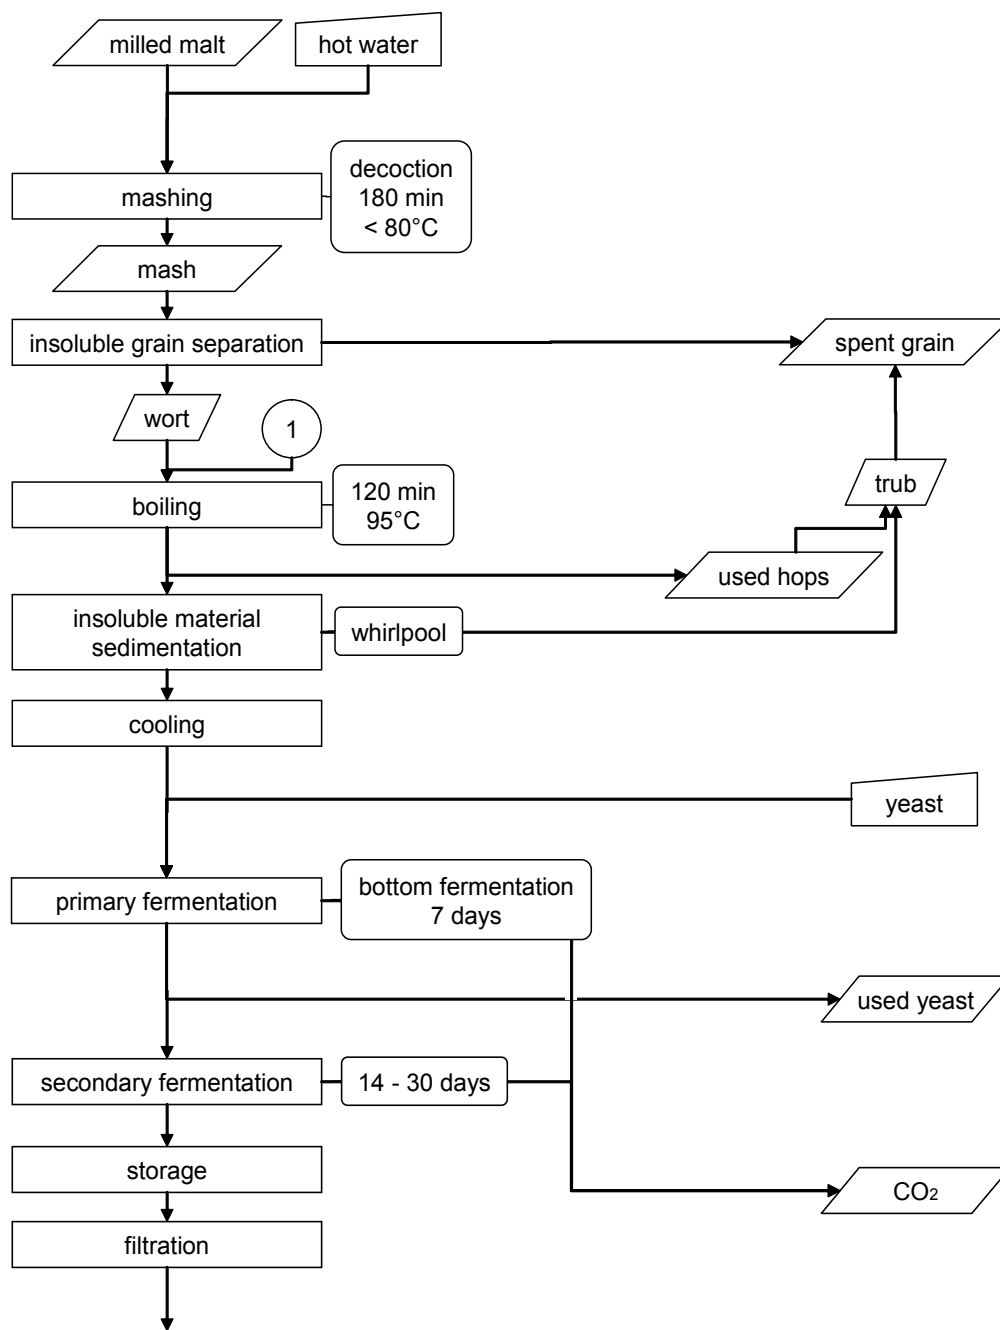 milled malt
hot water
mashing
decoction
180 min
< 80°C
mash
insoluble grain separation
spent grain
wort
1
boiling
120 min
95°C
trub
used hops
insoluble material
sedimentation
whirlpool
cooling
yeast
primary fermentation
bottom fermentation
7 days
used yeast
secondary fermentation
14 - 30 days
storage
CO₂
filtration